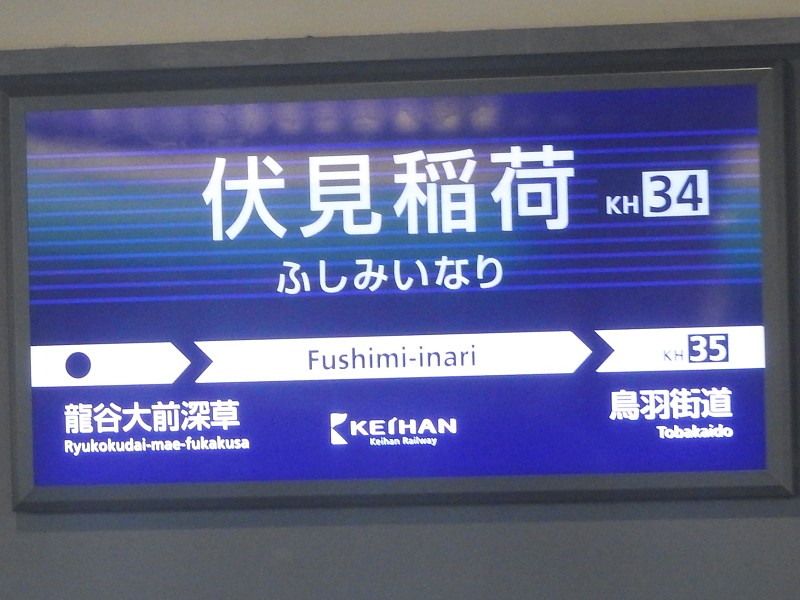 伏見稲荷 KH 34
ふしみいなり
Fushimi-inari
KH 35
龍谷大前深草
Ryukokudai-mae-fukakusa
KEIHAN
Keihan Railway
鳥羽街道
Tobakaido